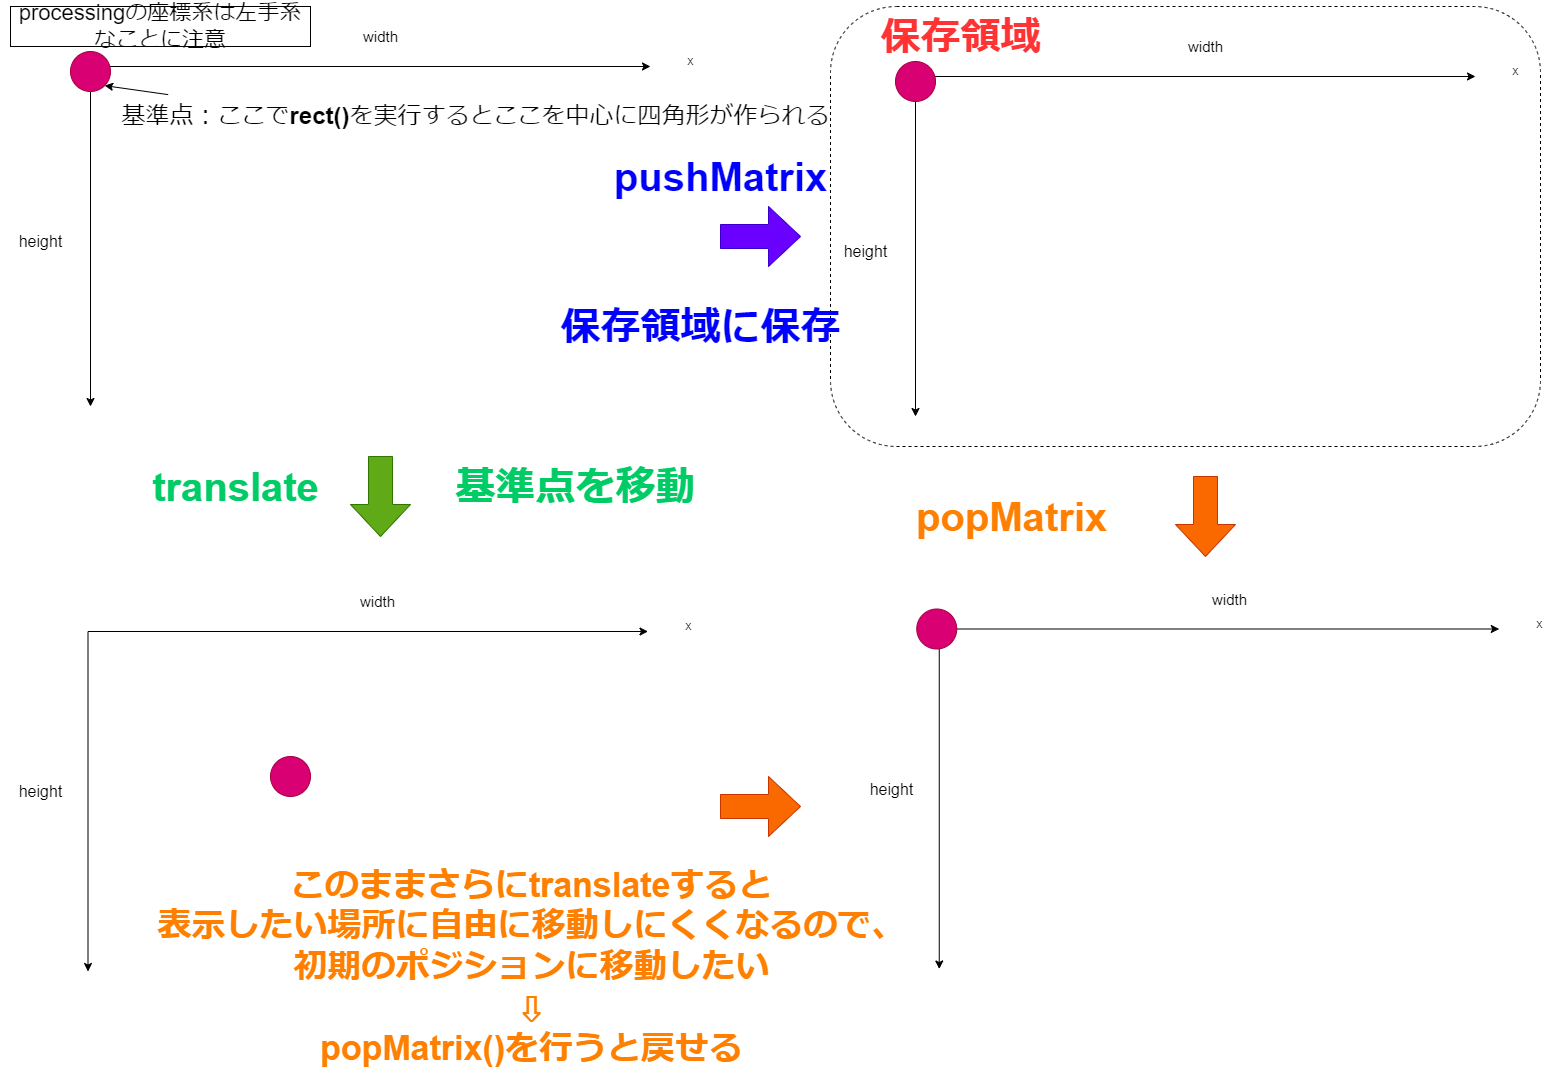 processingの座標系は左手系
なことに注意
width
x
基準点：ここでrect()を実行するとここを中心に四角形が作られる
height
pushMatrix
保存領域に保存
保存領域
width
x
height
translate
基準点を移動
popMatrix
width
x
height
このままさらにtranslateすると
表示したい場所に自由に移動しにくくなるので、
初期のポジションに移動したい
⇩
popMatrix()を行うと戻せる
width
x
height